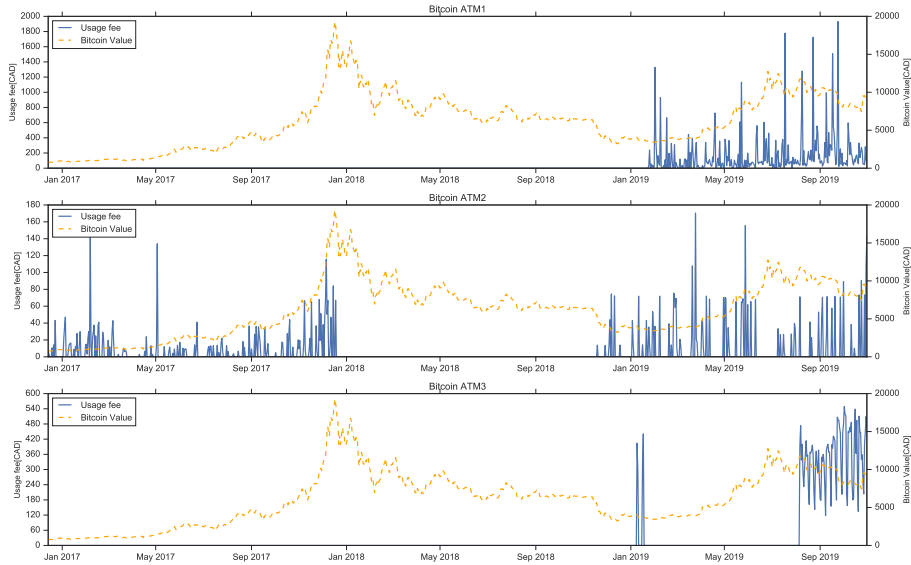 Bitcoin ATM1
Usage fee
Bitcoin Value
Usage fee[CAD]
Bitcoin Value[CAD]
2000
1800
1600
1400
1200
1000
800
600
400
200
0
20000
15000
10000
5000
0
Jan 2017 May 2017 Sep 2017 Jan 2018 May 2018 Sep 2018 Jan 2019 May 2019 Sep 2019
Bitcoin ATM2
Usage fee
Bitcoin Value
Usage fee[CAD]
Bitcoin Value[CAD]
180
160
140
120
100
80
60
40
20
0
20000
15000
10000
5000
0
Jan 2017 May 2017 Sep 2017 Jan 2018 May 2018 Sep 2018 Jan 2019 May 2019 Sep 2019
Bitcoin ATM3
Usage fee
Bitcoin Value
Usage fee[CAD]
Bitcoin Value[CAD]
600
540
480
420
360
300
240
180
120
60
0
20000
15000
10000
5000
0
Jan 2017 May 2017 Sep 2017 Jan 2018 May 2018 Sep 2018 Jan 2019 May 2019 Sep 2019